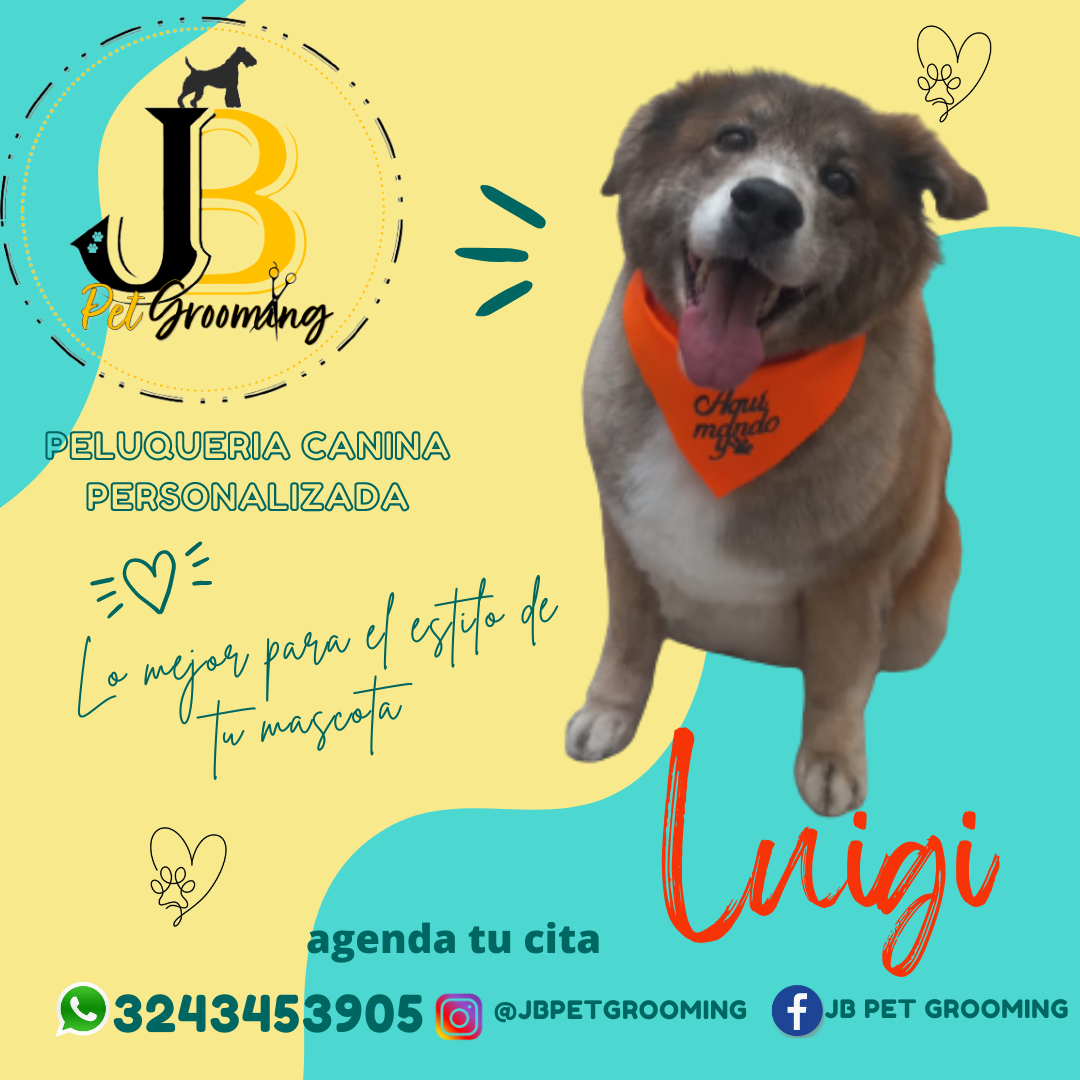 JB
Pet Grooming
PELUQUERIA CANINA
PERSONALIZADA
Lo mejor para el estilo de
tu mascota
Aquí
mando
yo
Luigi
agenda tu cita
3243453905
@JBPETGROOMING
JB PET GROOMING